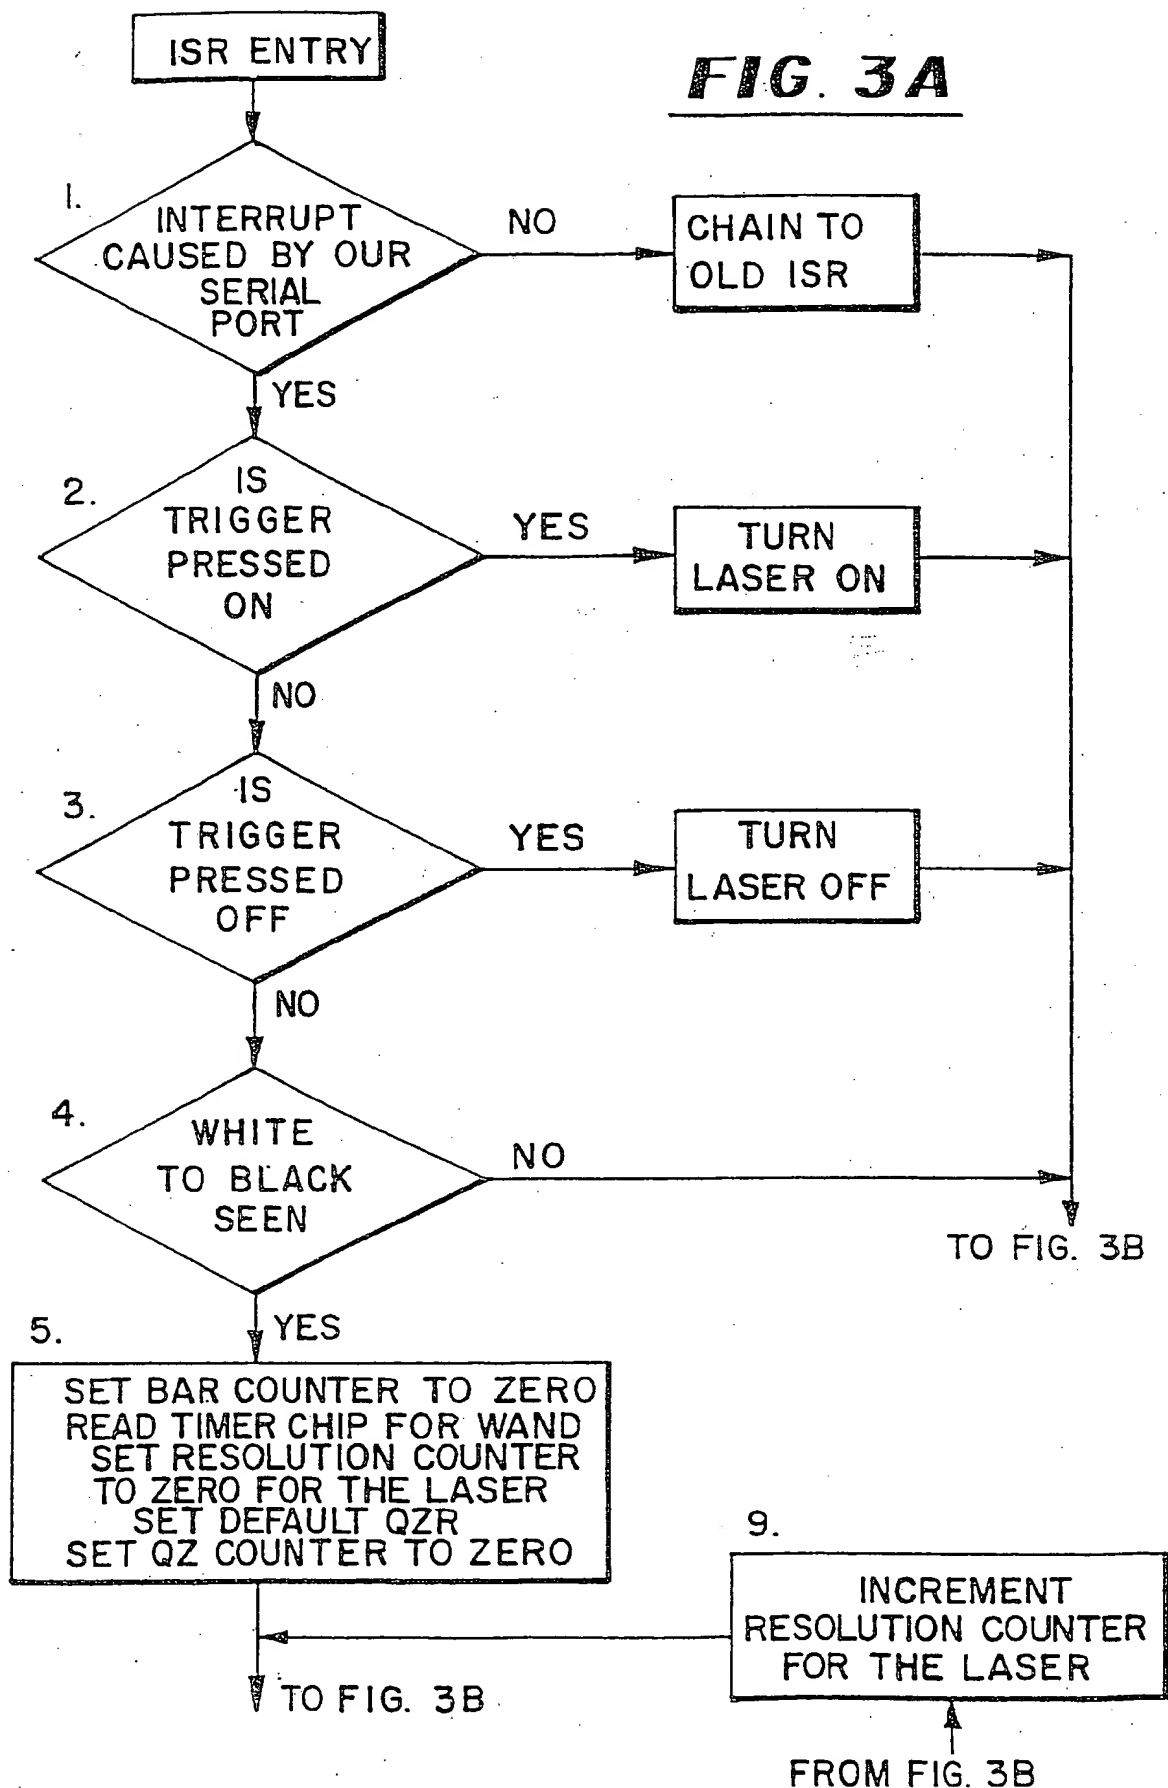 ISR ENTRY
FIG. 3A
1.
INTERRUPT
CAUSED BY OUR
SERIAL
PORT
NO
CHAIN TO
OLD ISR
YES
2.
IS
TRIGGER
PRESSED
ON
YES
TURN
LASER ON
NO
3.
IS
TRIGGER
PRESSED
OFF
YES
TURN
LASER OFF
NO
4.
WHITE
TO BLACK
SEEN
NO
TO FIG. 3B
YES
5.
SET BAR COUNTER TO ZERO
READ TIMER CHIP FOR WAND
SET RESOLUTION COUNTER
TO ZERO FOR THE LASER
SET DEFAULT QZR
SET QZ COUNTER TO ZERO
9.
INCREMENT
RESOLUTION COUNTER
FOR THE LASER
TO FIG. 3B
FROM FIG. 3B